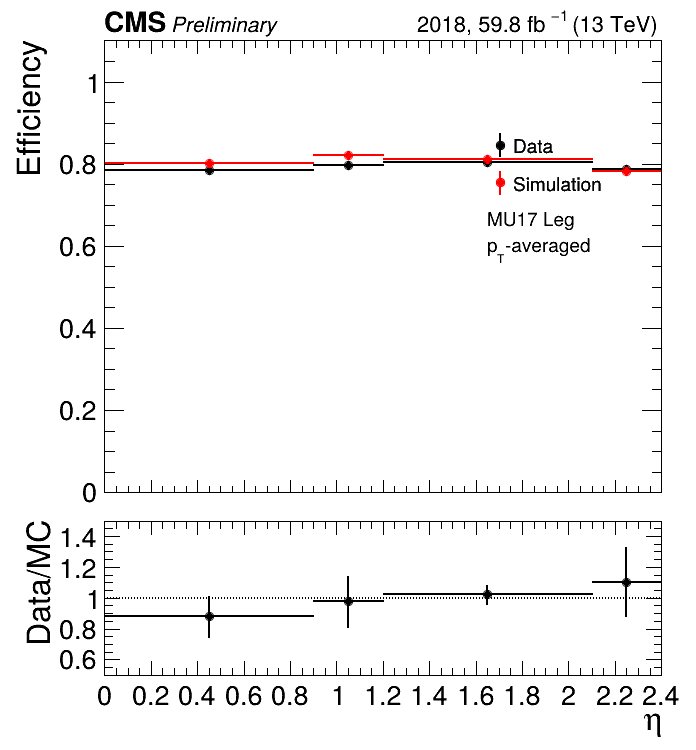 CMS Preliminary 2018, 59.8 fb⁻¹ (13 TeV)
Efficiency
1
0.8
0.6
0.4
0.2
0
Data
Simulation
MU17 Leg
p_T-averaged
Data/MC
1.4
1.2
1
0.8
0.6
0 0.2 0.4 0.6 0.8 1 1.2 1.4 1.6 1.8 2 2.2 2.4
η